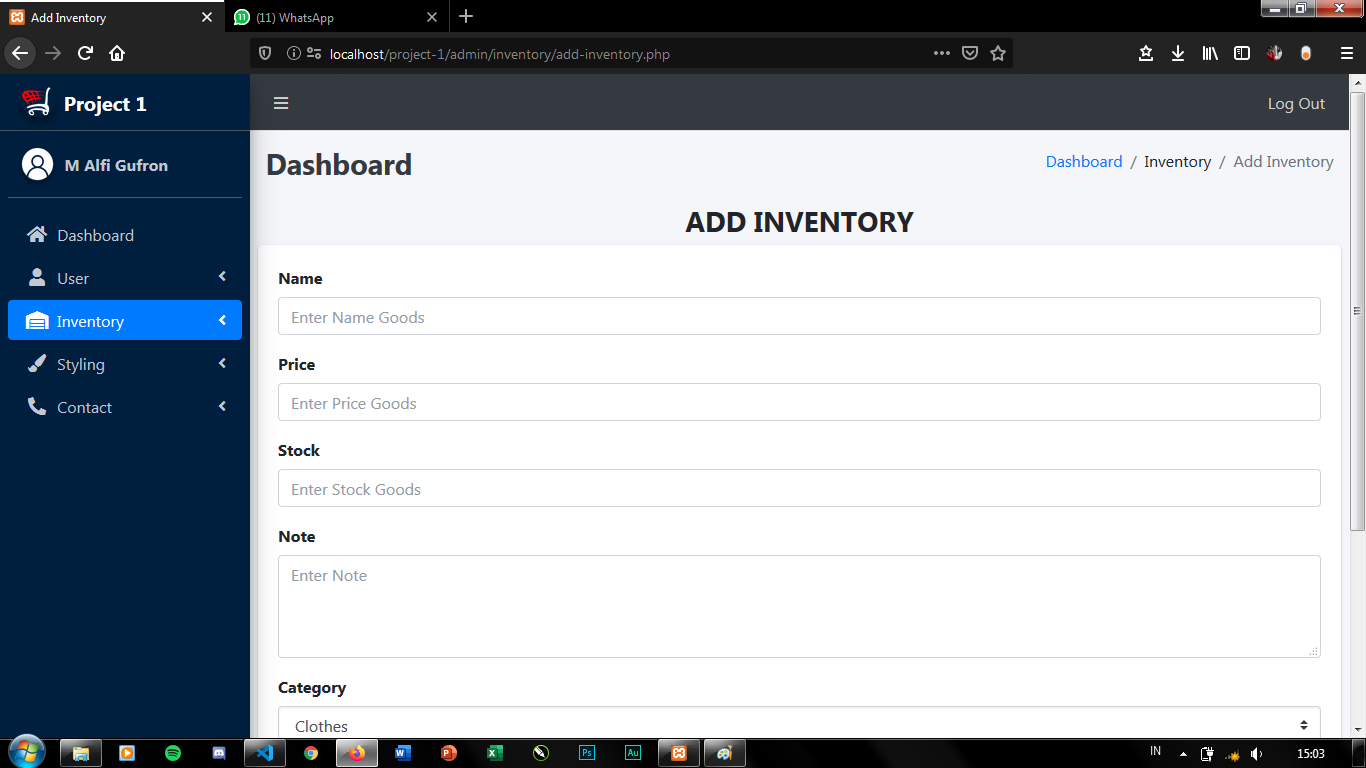 Add Inventory
(11) WhatsApp
localhost/project-1/admin/inventory/add-inventory.php
Project 1
Log Out
M Alfi Gufron
Dashboard
User
Inventory
Styling
Contact
Dashboard
Dashboard / Inventory / Add Inventory
ADD INVENTORY
Name
Enter Name Goods
Price
Enter Price Goods
Stock
Enter Stock Goods
Note
Enter Note
Category
Clothes
IN
15:03